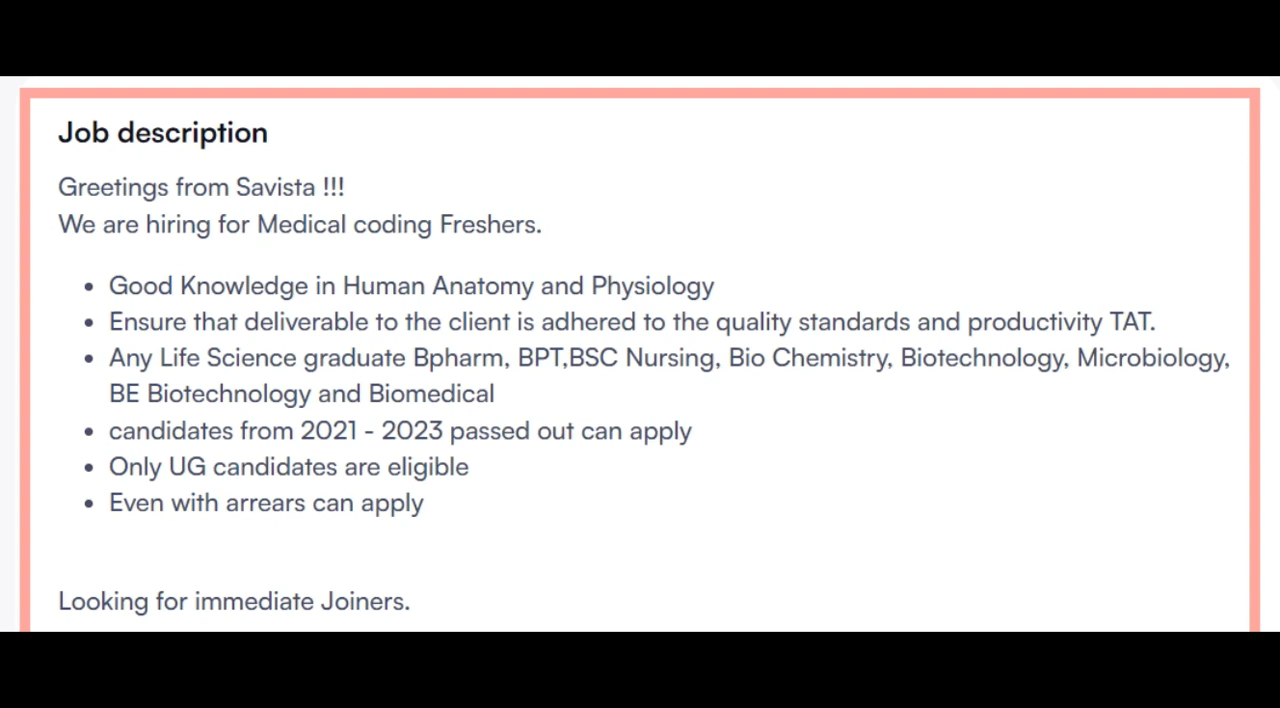 Job description
Greetings from Savista !!!
We are hiring for Medical coding Freshers.
• Good Knowledge in Human Anatomy and Physiology
• Ensure that deliverable to the client is adhered to the quality standards and productivity TAT.
• Any Life Science graduate Bpharm, BPT,BSC Nursing, Bio Chemistry, Biotechnology, Microbiology,
BE Biotechnology and Biomedical
• candidates from 2021 - 2023 passed out can apply
• Only UG candidates are eligible
• Even with arrears can apply
Looking for immediate Joiners.